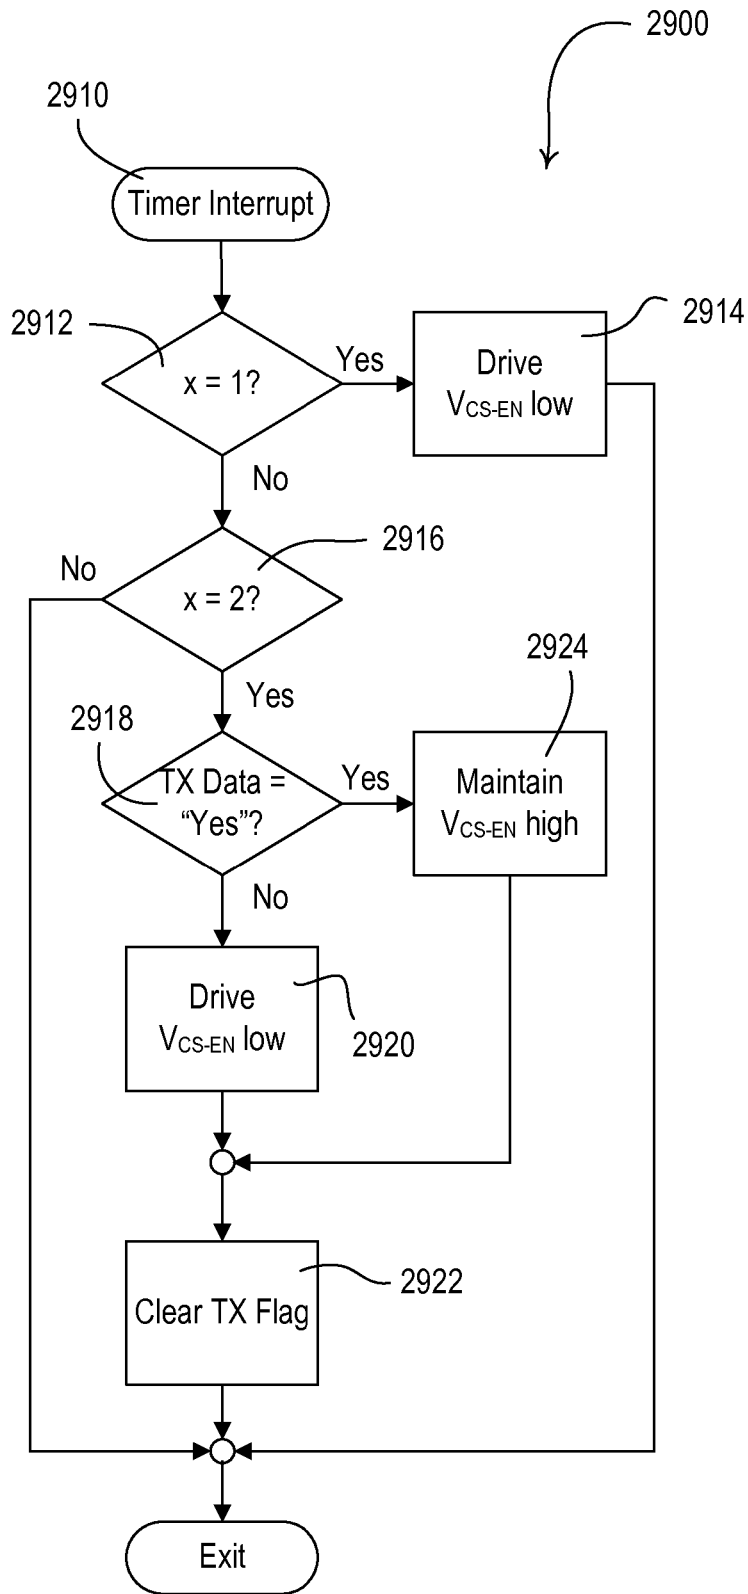 2900
2910
Timer Interrupt
2912
x = 1?
Yes
2914
Drive
VCS-EN low
No
2916
No
x = 2?
Yes
2924
2918
TX Data =
“Yes”?
Yes
Maintain
VCS-EN high
No
Drive
VCS-EN low
2920
2922
Clear TX Flag
Exit